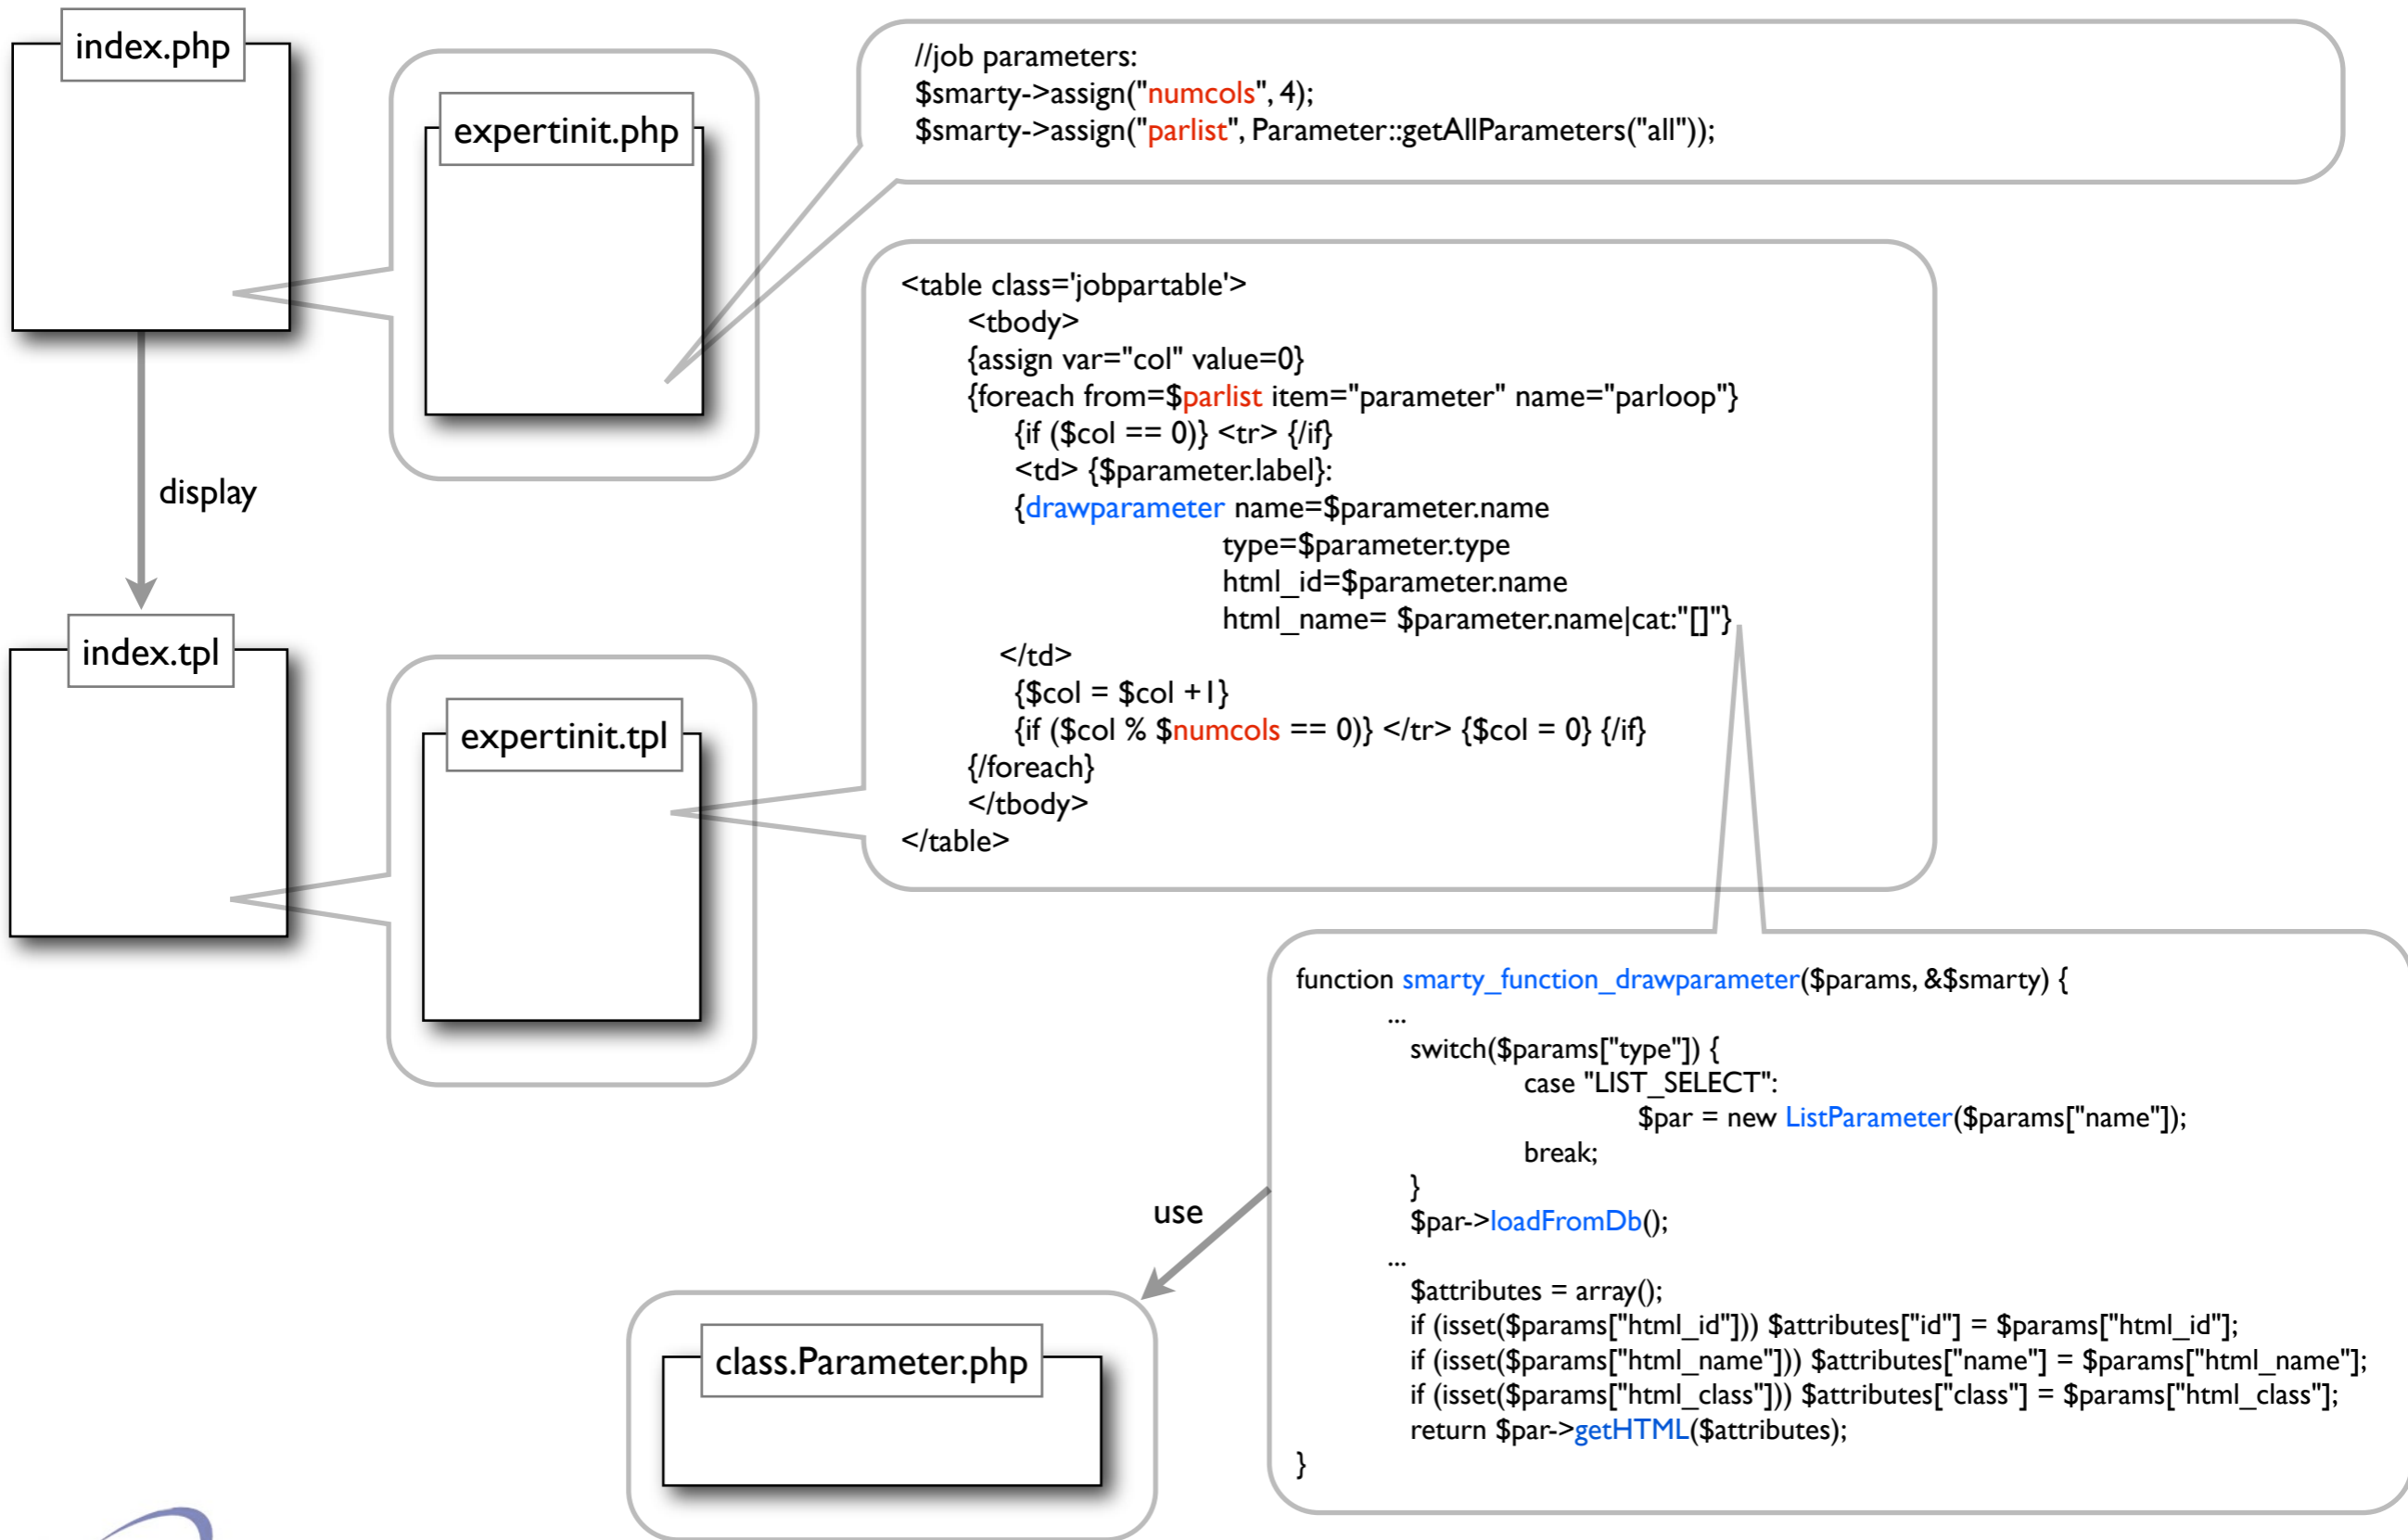 index.php
expertinit.php
//job parameters:
$smarty->assign("numcols", 4);
$smarty->assign("parlist", Parameter::getAllParameters("all"));
display
index.tpl
expertinit.tpl
<table class='jobpartable'>
<tbody>
{assign var="col" value=0}
{foreach from=$parlist item="parameter" name="parloop"}
{if ($col == 0)} <tr> {/if}
<td> {$parameter.label}:
{drawparameter name=$parameter.name
type=$parameter.type
html_id=$parameter.name
html_name= $parameter.name|cat:"[]"}
</td>
{$col = $col +1}
{if ($col % $numcols == 0)} </tr> {$col = 0} {/if}
{/foreach}
</tbody>
</table>
function smarty_function_drawparameter($params, &$smarty) {
...
switch($params["type"]) {
case "LIST_SELECT":
$par = new ListParameter($params["name"]);
break;
}
$par->loadFromDb();
...
$attributes = array();
if (isset($params["html_id"])) $attributes["id"] = $params["html_id"];
if (isset($params["html_name"])) $attributes["name"] = $params["html_name"];
if (isset($params["html_class"])) $attributes["class"] = $params["html_class"];
return $par->getHTML($attributes);
}
use
class.Parameter.php